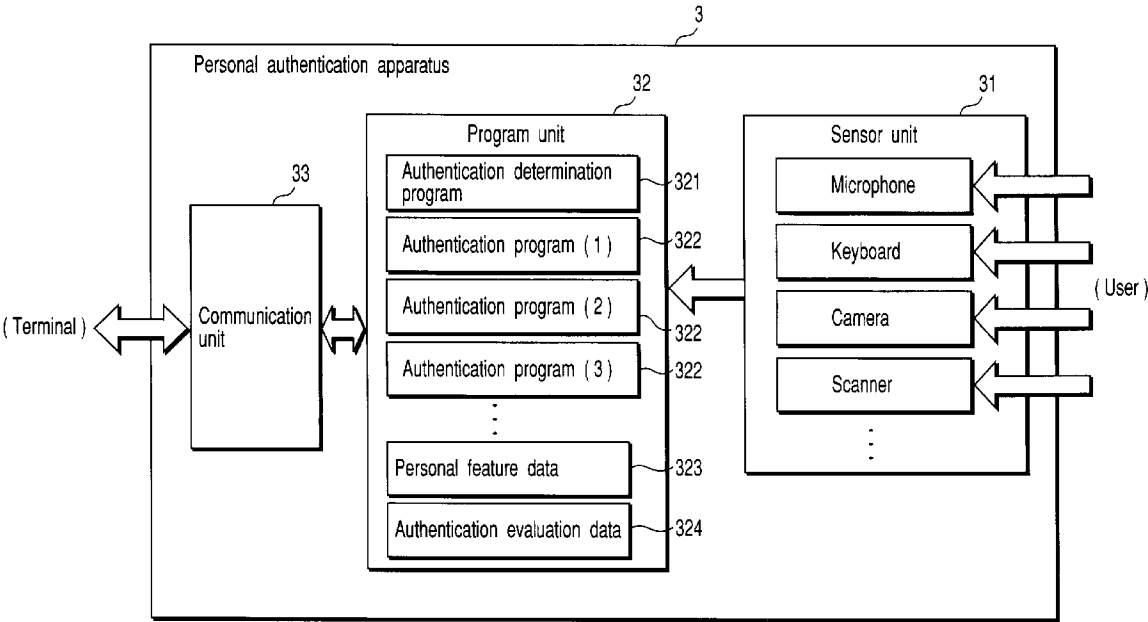 3
Personal authentication apparatus
32
31
Program unit
Sensor unit
33
Authentication determination
program
321
Microphone
Authentication program ( 1 )
322
Keyboard
( User )
Authentication program ( 2 )
322
Camera
( Terminal )
Communication
unit
Authentication program ( 3 )
322
Scanner
Personal feature data
323
Authentication evaluation data
324